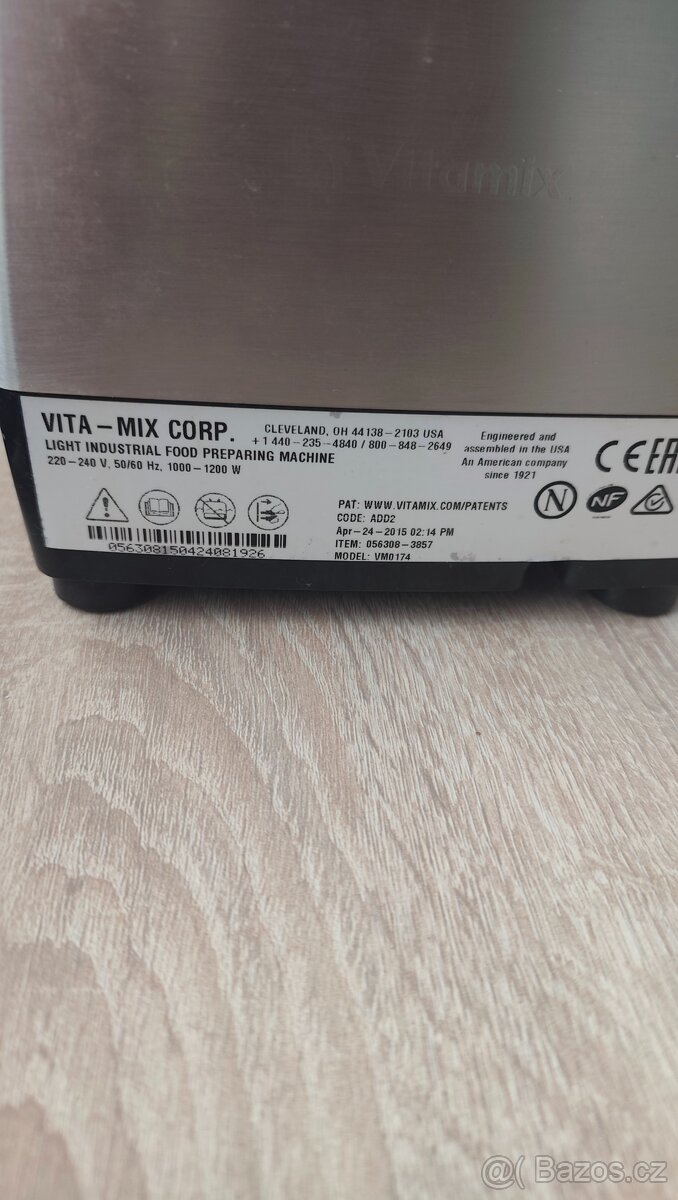 Vitamix
VITA-MIX CORP.
CLEVELAND, OH 44138-2103 USA
+1 440-235-4840 / 800-848-2649
LIGHT INDUSTRIAL FOOD PREPARING MACHINE
220-240 V, 50/60 Hz, 1000-1200 W
Engineered and
assembled in the USA
An American company
since 1921
CE EAC
N NF
056308150424081926
PAT: WWW.VITAMIX.COM/PATENTS
CODE: ADD2
Apr-24-2015 02:14 PM
ITEM: 056308-3857
MODEL: VM0174
@ Bazos.cz